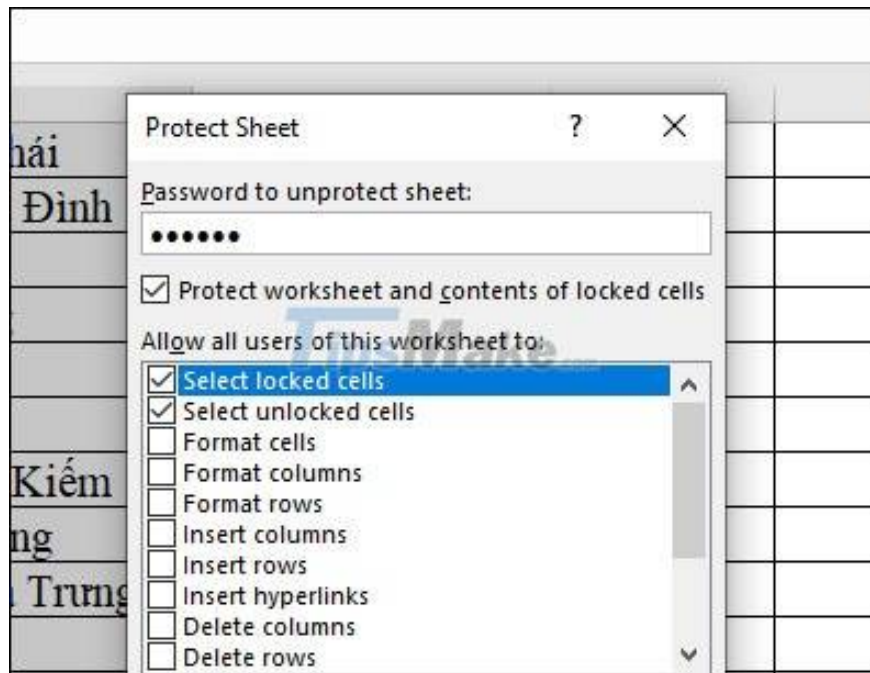 Protect Sheet ?
hái
Password to unprotect sheet:
Đình
Protect worksheet and contents of locked cells
Allow all users of this worksheet to:
TipsMake.com
Select locked cells
Select unlocked cells
Format cells
Format columns
Kiếm
Format rows
Insert columns
ng
Insert rows
Insert hyperlinks
Trưng
Delete columns
Delete rows